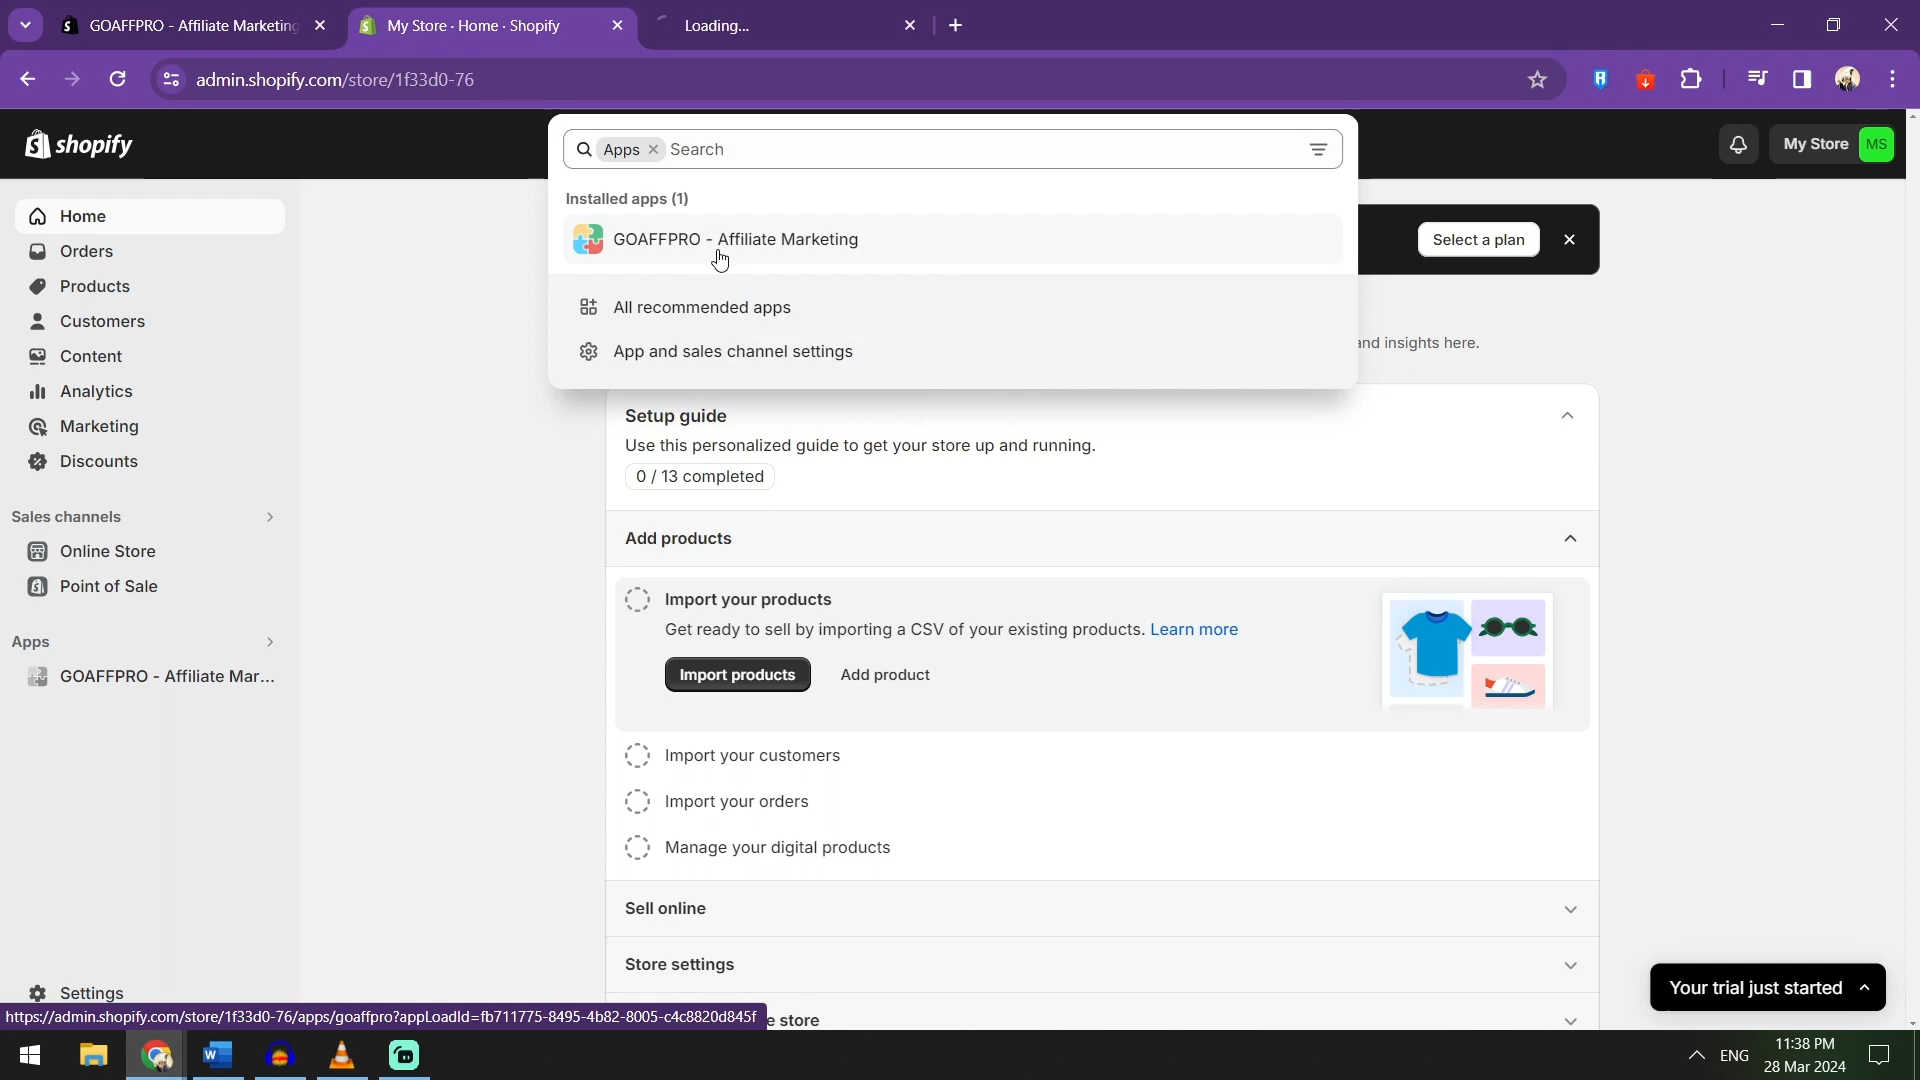 GOAFFPRO - Affiliate Marketing
My Store · Home · Shopify
Loading...
admin.shopify.com/store/1f33d0-76
shopify
Apps
Search
My Store
MS
Installed apps (1)
GOAFFPRO - Affiliate Marketing
All recommended apps
App and sales channel settings
Select a plan
and insights here.
Home
Orders
Products
Customers
Content
Analytics
Marketing
Discounts
Sales channels
Online Store
Point of Sale
Apps
GOAFFPRO - Affiliate Mar...
Settings
Setup guide
Use this personalized guide to get your store up and running.
0 / 13 completed
Add products
Import your products
Get ready to sell by importing a CSV of your existing products. Learn more
Import products
Add product
Import your customers
Import your orders
Manage your digital products
Sell online
Store settings
e store
Your trial just started
https://admin.shopify.com/store/1f33d0-76/apps/goaffpro?appLoadId=fb711775-8495-4b82-8005-c4c8820d845f
ENG
11:38 PM
28 Mar 2024